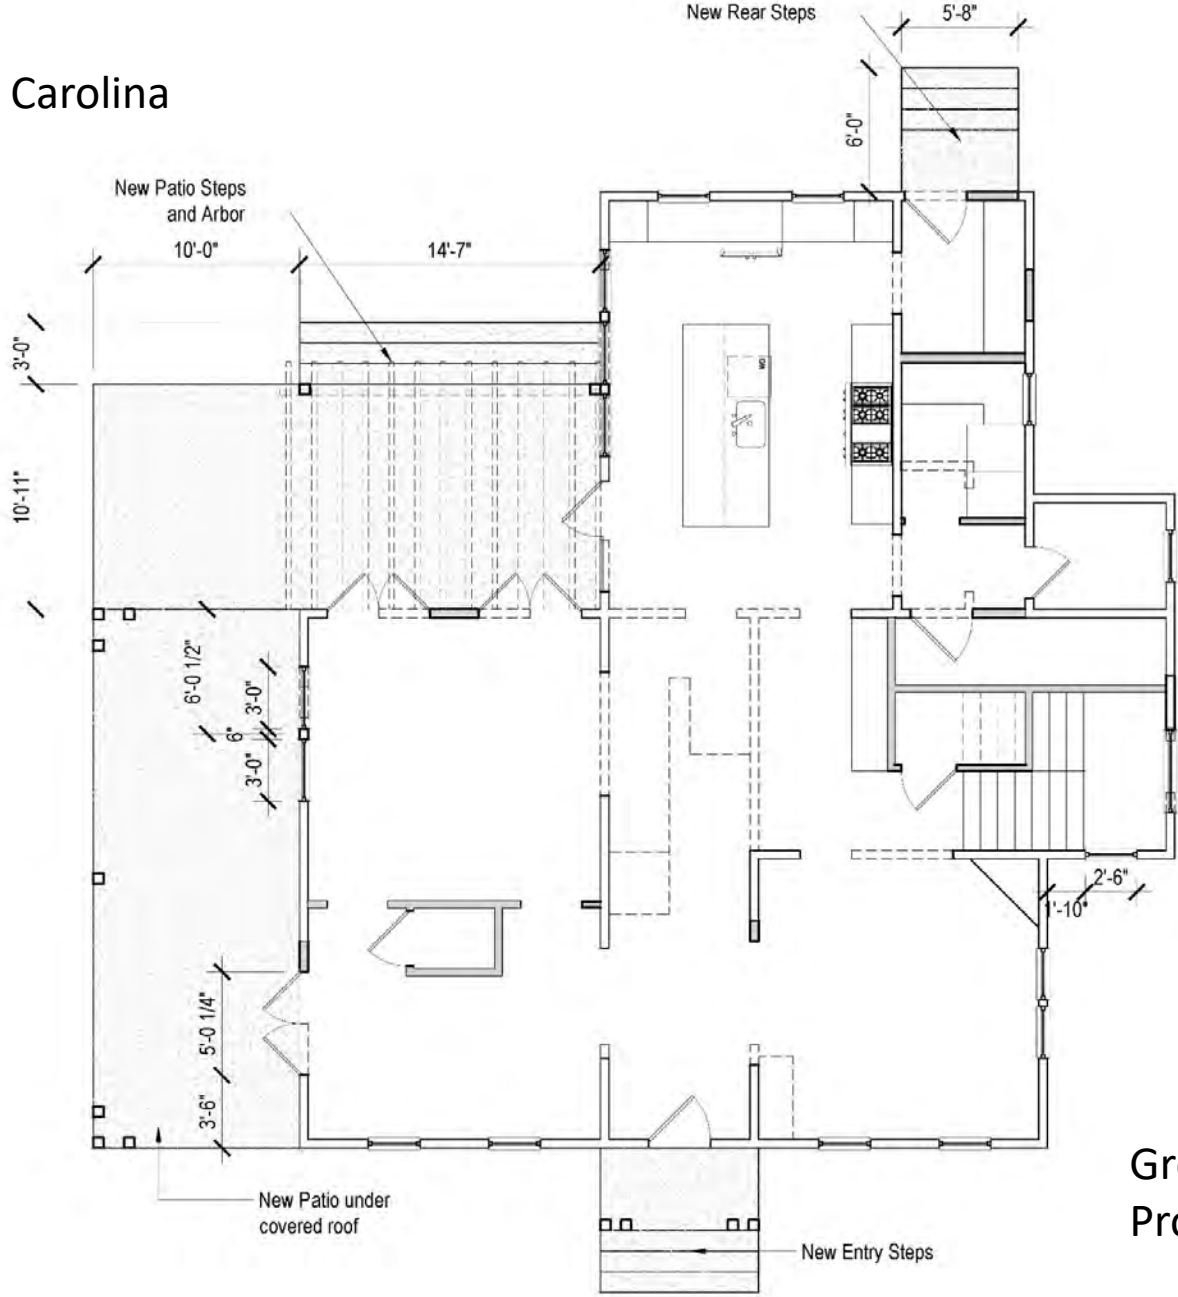 New Rear Steps
5'-8"
Carolina
6'-0"
New Patio Steps
and Arbor
10'-0"
14'-7"
3'-0"
10'-11"
6'-0 1/2"
3'-0"
6"
3'-0"
2'-6"
1'-10"
5'-0 1/4"
3'-6"
New Patio under
covered roof
New Entry Steps